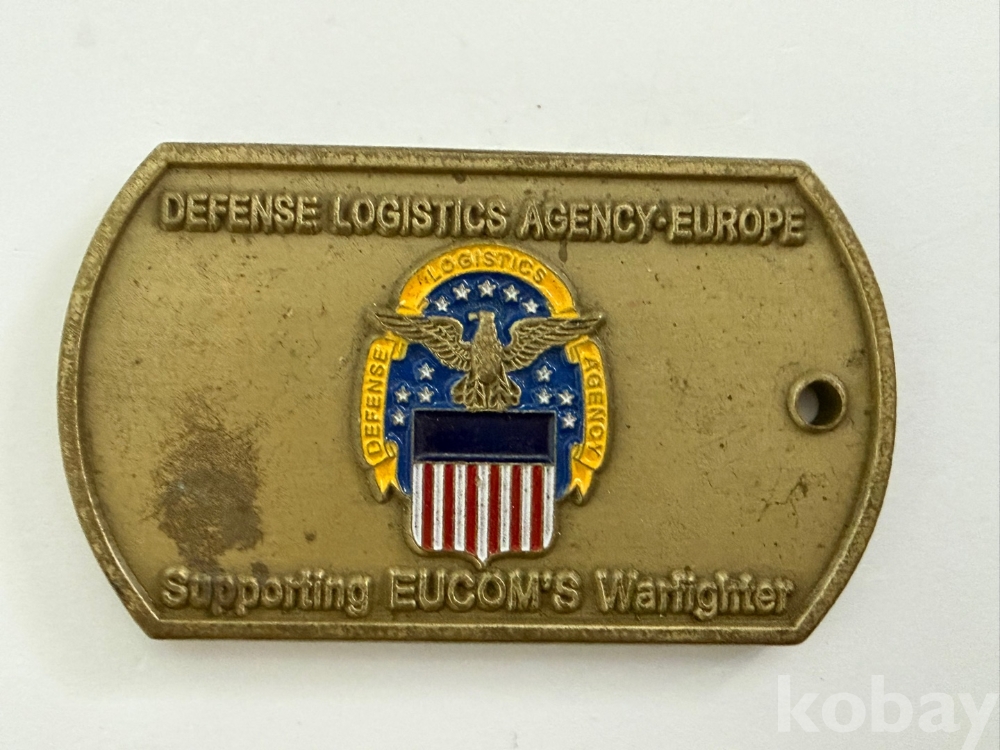 DEFENSE LOGISTICS AGENCY-EUROPE
LOGISTICS
DEFENSE
AGENCY
Supporting EUCOM'S Warfighter
kobay